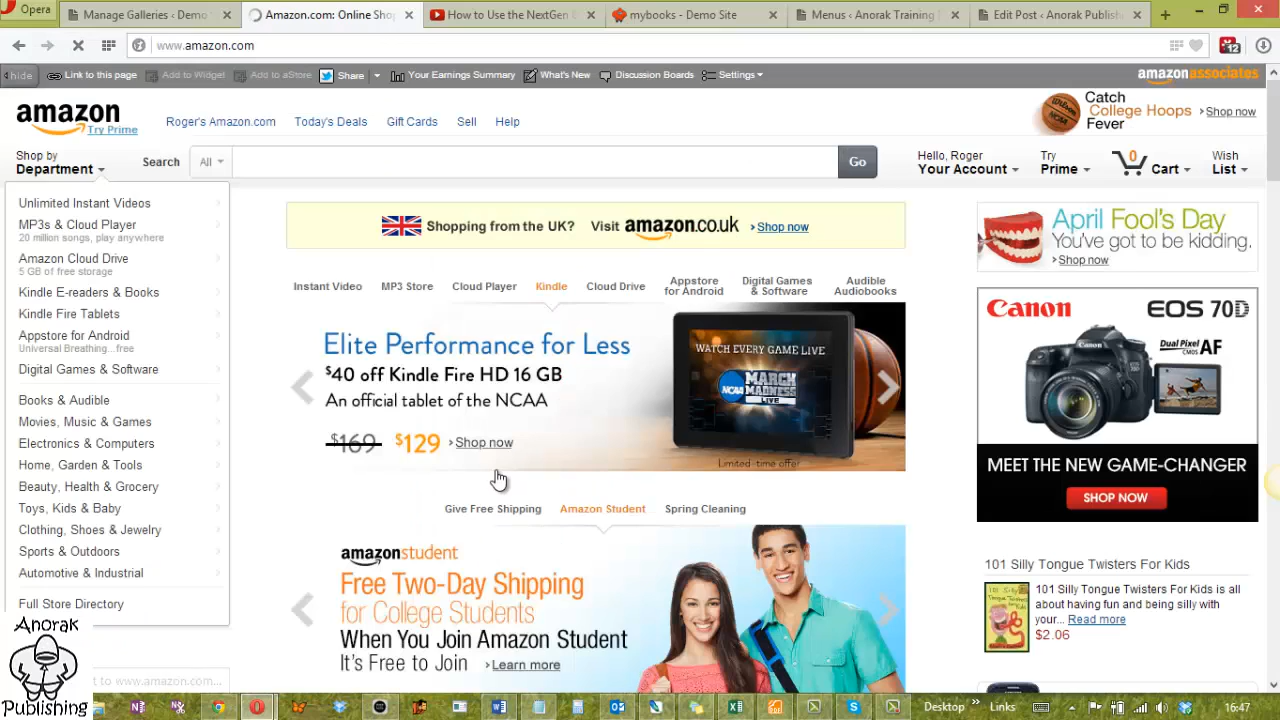 Opera
Manage Galleries ‹ Demo
Amazon.com: Online Sho
How to Use the NextGen
mybooks - Demo Site
Menus ‹ Anorak Training
Edit Post ‹ Anorak Publish
www.amazon.com
12
hide
Link to this page
Add to Widget
Add to aStore
Share
Your Earnings Summary
What's New
Discussion Boards
Settings
amazonassociates
amazon
Try Prime
Roger's Amazon.com
Today's Deals
Gift Cards
Sell
Help
Catch
College Hoops
Fever
Shop now
Shop by
Department
Search
All
Go
Hello, Roger
Your Account
Try
Prime
0
Cart
Wish
List
Unlimited Instant Videos
MP3s & Cloud Player
20 million songs, play anywhere
Amazon Cloud Drive
5 GB of free storage
Kindle E-readers & Books
Kindle Fire Tablets
Appstore for Android
Universal Breathing...free
Digital Games & Software
Books & Audible
Movies, Music & Games
Electronics & Computers
Home, Garden & Tools
Beauty, Health & Grocery
Toys, Kids & Baby
Clothing, Shoes & Jewelry
Sports & Outdoors
Automotive & Industrial
Full Store Directory
Shopping from the UK? Visit amazon.co.uk Shop now
Instant Video
MP3 Store
Cloud Player
Kindle
Cloud Drive
Appstore
for Android
Digital Games
& Software
Audible
Audiobooks
Elite Performance for Less
$40 off Kindle Fire HD 16 GB
An official tablet of the NCAA
$169 $129 Shop now
WATCH EVERY GAME LIVE
NCAA
MARCH
MADNESS
LIVE
Limited-time offer
Give Free Shipping
Amazon Student
Spring Cleaning
amazonstudent
Free Two-Day Shipping
for College Students
When You Join Amazon Student
It's Free to Join
Learn more
April Fool's Day
You've got to be kidding.
Shop now
Canon
EOS 70D
Dual Pixel
CMOS AF
MEET THE NEW GAME-CHANGER
SHOP NOW
101 Silly Tongue Twisters For Kids
101 Silly Tongue Twisters For Kids is all
about having fun and being silly with
your... Read more
$2.06
Anorak
Publishing
t to www.amazon.com...
Desktop
Links
16:47